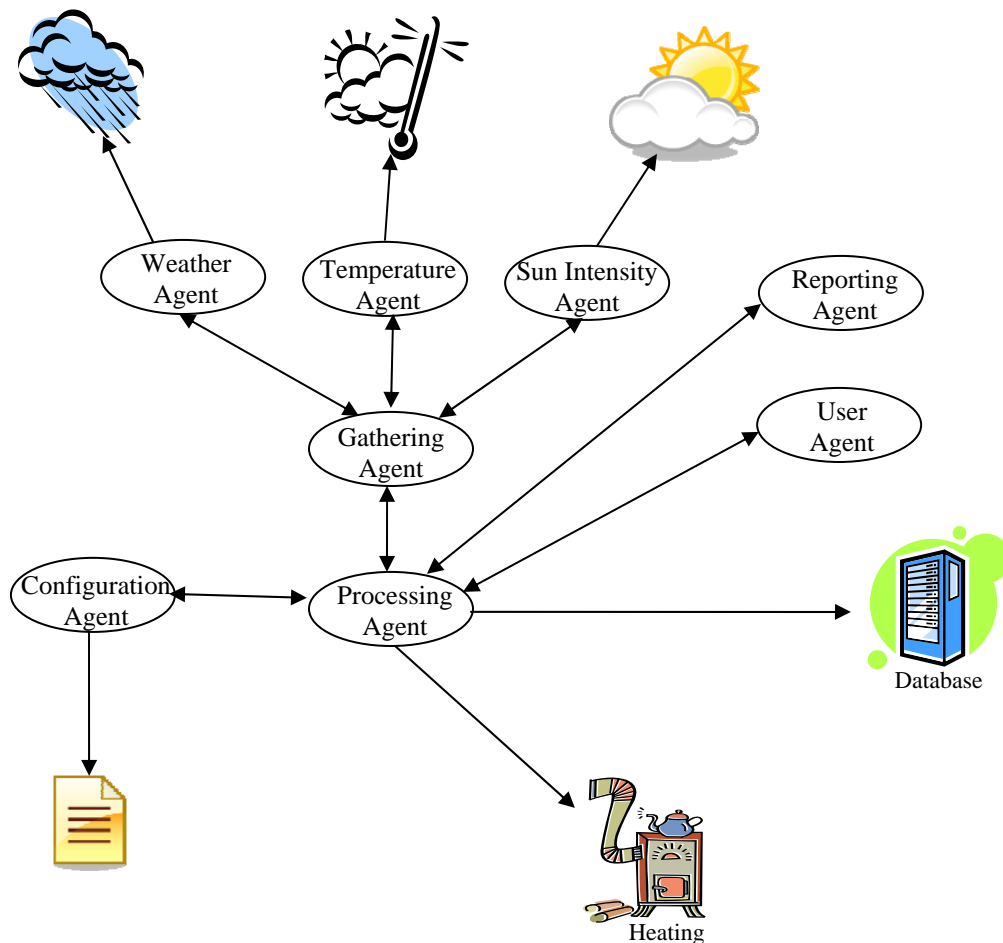 Weather
Agent
Temperature
Agent
Sun Intensity
Agent
Reporting
Agent
User
Agent
Gathering
Agent
Configuration
Agent
Processing
Agent
Database
Heating